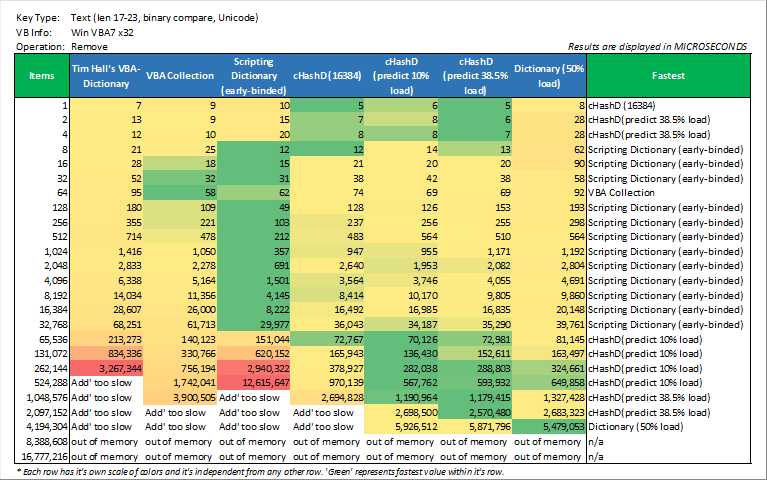 Key Type: Text (len 17-23, binary compare, Unicode)
VB Info: Win VBA7 x32
Operation: Remove
Results are displayed in MICROSECONDS
Items Tim Hall's VBA-Dictionary VBA Collection Scripting Dictionary (early-binded) cHashD (16384) cHashD (predict 10% load) cHashD (predict 38.5% load) Dictionary (50% load) Fastest
1 7 9 10 5 6 5 8 cHashD (16384)
2 13 9 15 7 8 6 28 cHashD(predict 38.5% load)
4 12 10 20 8 8 7 28 cHashD(predict 38.5% load)
8 21 25 12 12 14 13 62 Scripting Dictionary (early-binded)
16 28 18 15 21 20 20 90 Scripting Dictionary (early-binded)
32 52 32 31 38 42 38 58 Scripting Dictionary (early-binded)
64 95 58 62 74 69 69 92 VBA Collection
128 180 109 49 128 126 153 193 Scripting Dictionary (early-binded)
256 355 221 103 237 256 255 298 Scripting Dictionary (early-binded)
512 714 478 212 483 564 510 564 Scripting Dictionary (early-binded)
1,024 1,416 1,050 357 947 955 1,171 1,192 Scripting Dictionary (early-binded)
2,048 2,833 2,278 691 2,640 1,953 2,082 2,804 Scripting Dictionary (early-binded)
4,096 6,338 5,164 1,501 3,564 3,746 4,055 4,691 Scripting Dictionary (early-binded)
8,192 14,034 11,356 4,145 8,414 10,170 9,805 9,860 Scripting Dictionary (early-binded)
16,384 28,607 26,000 8,222 16,492 16,985 16,835 20,148 Scripting Dictionary (early-binded)
32,768 68,251 61,713 29,977 36,043 34,187 35,290 39,761 Scripting Dictionary (early-binded)
65,536 213,273 140,123 151,044 72,767 70,126 72,981 81,145 cHashD(predict 10% load)
131,072 834,336 330,766 620,152 165,943 136,430 152,611 163,497 cHashD(predict 10% load)
262,144 3,267,344 756,194 2,940,322 378,927 282,038 288,803 324,661 cHashD(predict 10% load)
524,288 Add' too slow 1,742,041 12,615,647 970,139 567,762 593,932 649,858 cHashD(predict 10% load)
1,048,576 Add' too slow 3,900,505 Add' too slow 2,694,828 1,190,964 1,179,415 1,327,428 cHashD(predict 38.5% load)
2,097,152 Add' too slow Add' too slow Add' too slow Add' too slow 2,698,500 2,570,480 2,683,323 cHashD(predict 38.5% load)
4,194,304 Add' too slow Add' too slow Add' too slow Add' too slow 5,926,512 5,871,796 5,479,053 Dictionary (50% load)
8,388,608 out of memory out of memory out of memory out of memory out of memory out of memory out of memory n/a
16,777,216 out of memory out of memory out of memory out of memory out of memory out of memory out of memory n/a
* Each row has it's own scale of colors and it's independent from any other row. 'Green' represents fastest value within it's row.